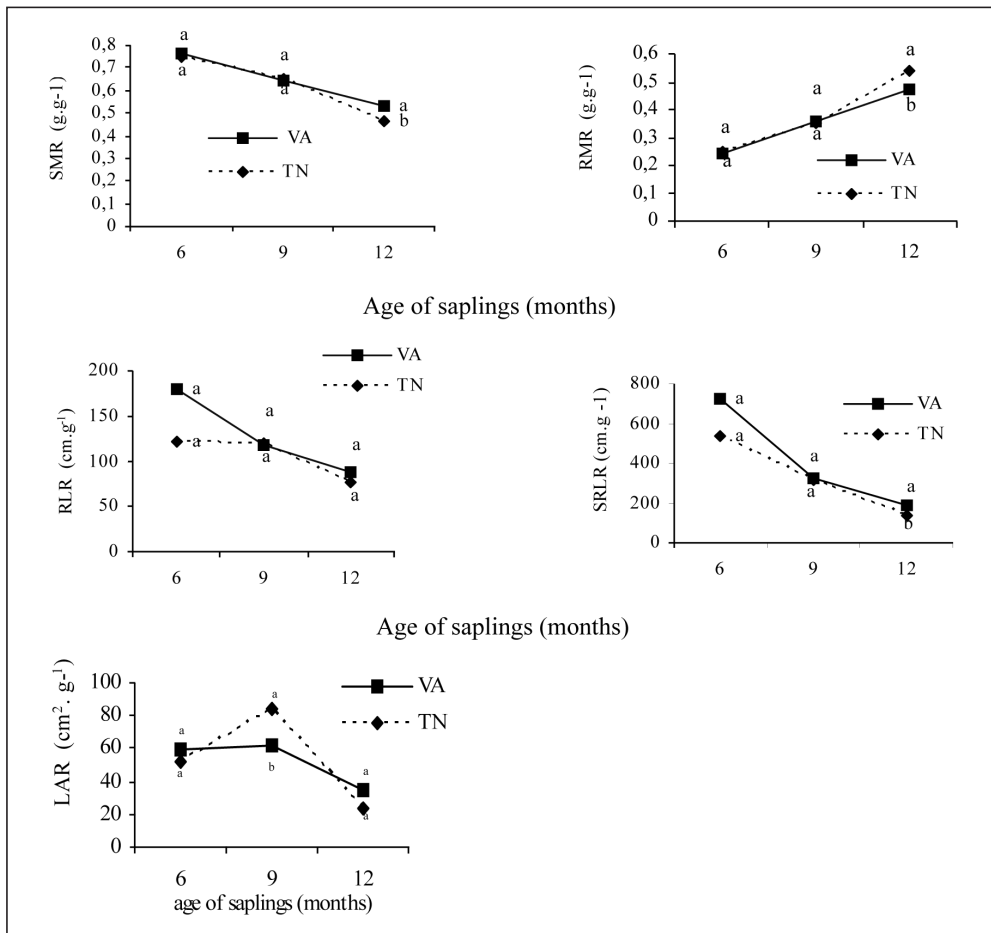 SMR (g.g-1)
0,8
0,7
0,6
0,5
0,4
0,3
0,2
0,1
0
a
a
a
a
a
b
VA
TN
6 9 12
RMR (g.g-1)
0,6
0,5
0,4
0,3
0,2
0,1
0
a
a
a
a
a
b
VA
TN
6 9 12
Age of saplings (months)
RLR (cm.g-1)
200
150
100
50
0
a
a
a
a
a
a
VA
TN
6 9 12
SRLR (cm.g -1)
800
600
400
200
0
a
a
a
a
a
b
VA
TN
6 9 12
Age of saplings (months)
LAR (cm2. g-1)
100
80
60
40
20
0
a
a
a
b
a
a
VA
TN
6 9 12
age of saplings (months)